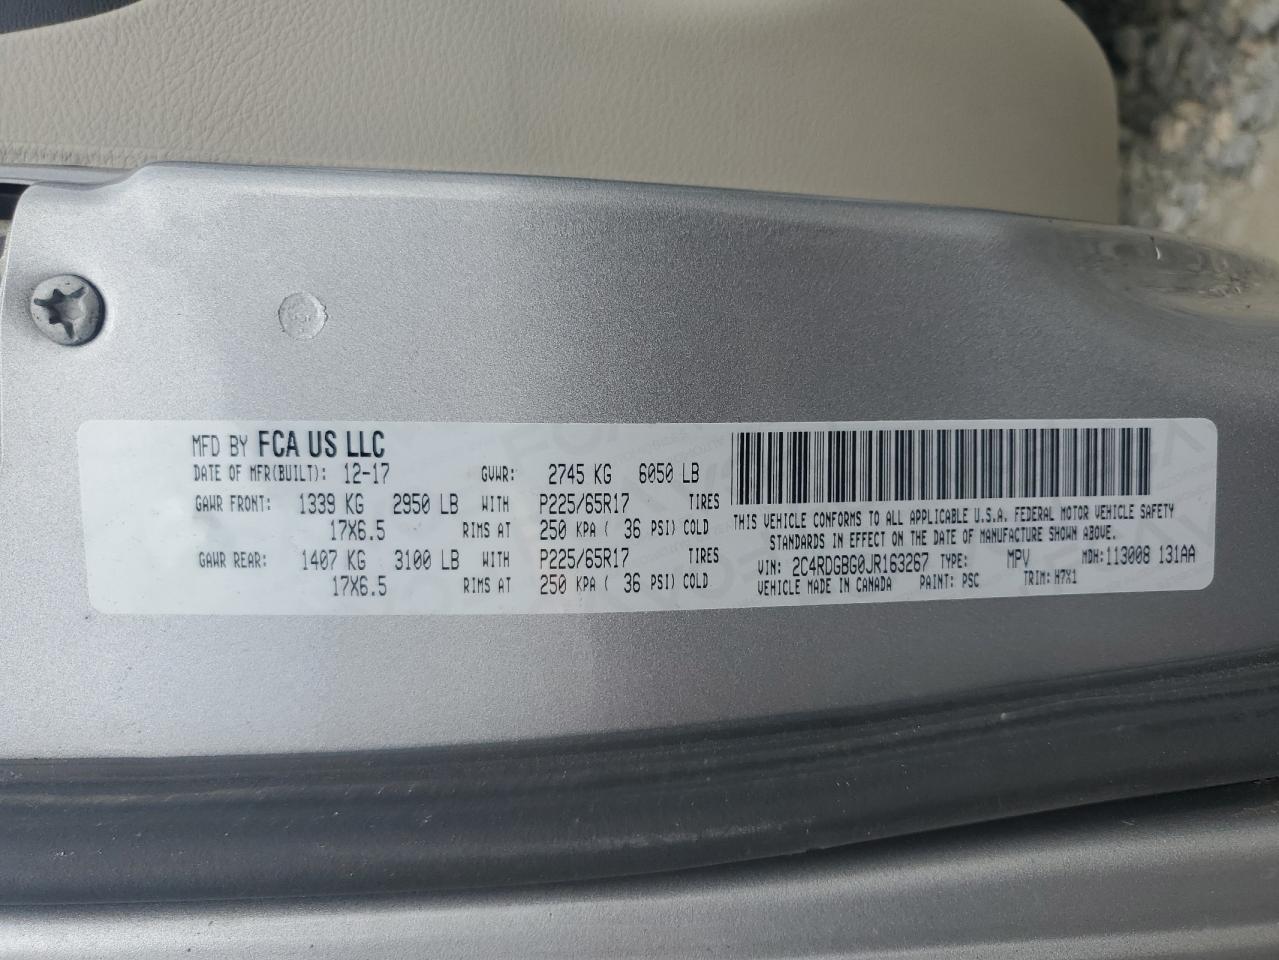 MFD BY FCA US LLC
DATE OF MFR(BUILT): 12-17 GVWR: 2745 KG 6050 LB
GAWR FRONT: 1339 KG 2950 LB WITH P225/65R17 TIRES
17X6.5 RIMS AT 250 KPA ( 36 PSI) COLD
GAWR REAR: 1407 KG 3100 LB WITH P225/65R17 TIRES
17X6.5 RIMS AT 250 KPA ( 36 PSI) COLD
THIS VEHICLE CONFORMS TO ALL APPLICABLE U.S.A. FEDERAL MOTOR VEHICLE SAFETY
STANDARDS IN EFFECT ON THE DATE OF MANUFACTURE SHOWN ABOVE.
VIN: 2C4RDGBG0JR163267 TYPE: MPV MDH:113008 131AA
VEHICLE MADE IN CANADA PAINT: PSC TRIM: H7X1